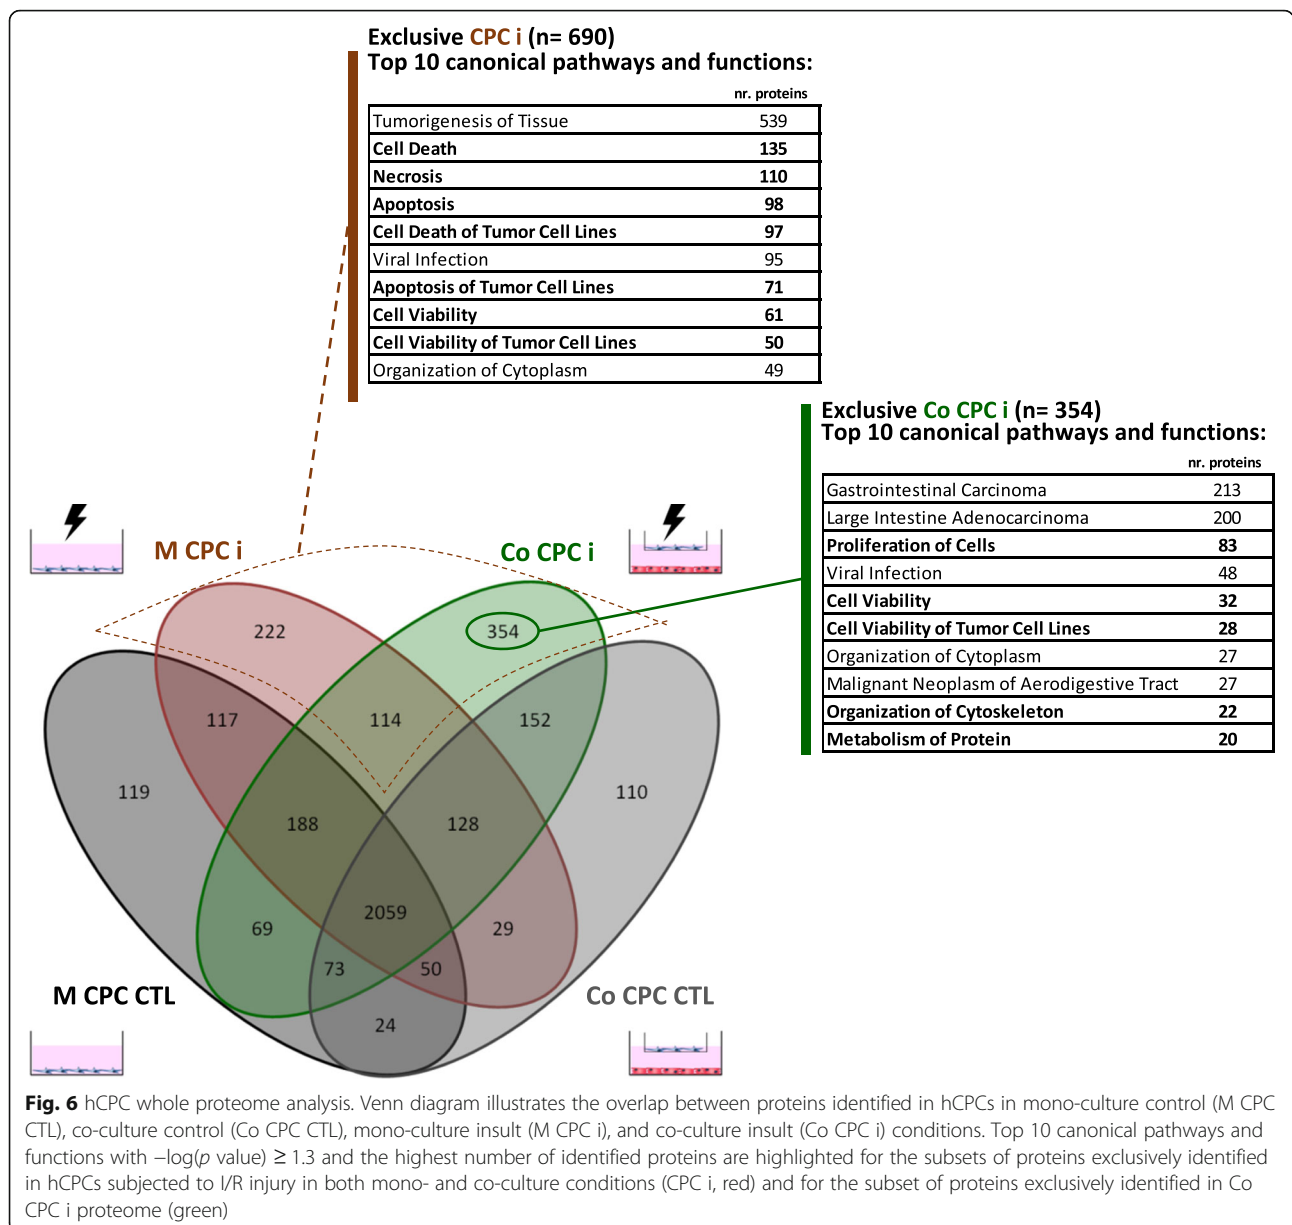 Exclusive CPC i (n= 690)
Top 10 canonical pathways and functions:
nr. proteins
Tumorigenesis of Tissue 539
Cell Death 135
Necrosis 110
Apoptosis 98
Cell Death of Tumor Cell Lines 97
Viral Infection 95
Apoptosis of Tumor Cell Lines 71
Cell Viability 61
Cell Viability of Tumor Cell Lines 50
Organization of Cytoplasm 49
Exclusive Co CPC i (n= 354)
Top 10 canonical pathways and functions:
nr. proteins
Gastrointestinal Carcinoma 213
Large Intestine Adenocarcinoma 200
Proliferation of Cells 83
Viral Infection 48
Cell Viability 32
Cell Viability of Tumor Cell Lines 28
Organization of Cytoplasm 27
Malignant Neoplasm of Aerodigestive Tract 27
Organization of Cytoskeleton 22
Metabolism of Protein 20
M CPC i
Co CPC i
222
354
117
114
152
119
110
188
128
2059
69
29
73
50
M CPC CTL
Co CPC CTL
24
Fig. 6 hCPC whole proteome analysis. Venn diagram illustrates the overlap between proteins identified in hCPCs in mono-culture control (M CPC
CTL), co-culture control (Co CPC CTL), mono-culture insult (M CPC i), and co-culture insult (Co CPC i) conditions. Top 10 canonical pathways and
functions with −log(p value) ≥ 1.3 and the highest number of identified proteins are highlighted for the subsets of proteins exclusively identified
in hCPCs subjected to I/R injury in both mono- and co-culture conditions (CPC i, red) and for the subset of proteins exclusively identified in Co
CPC i proteome (green)